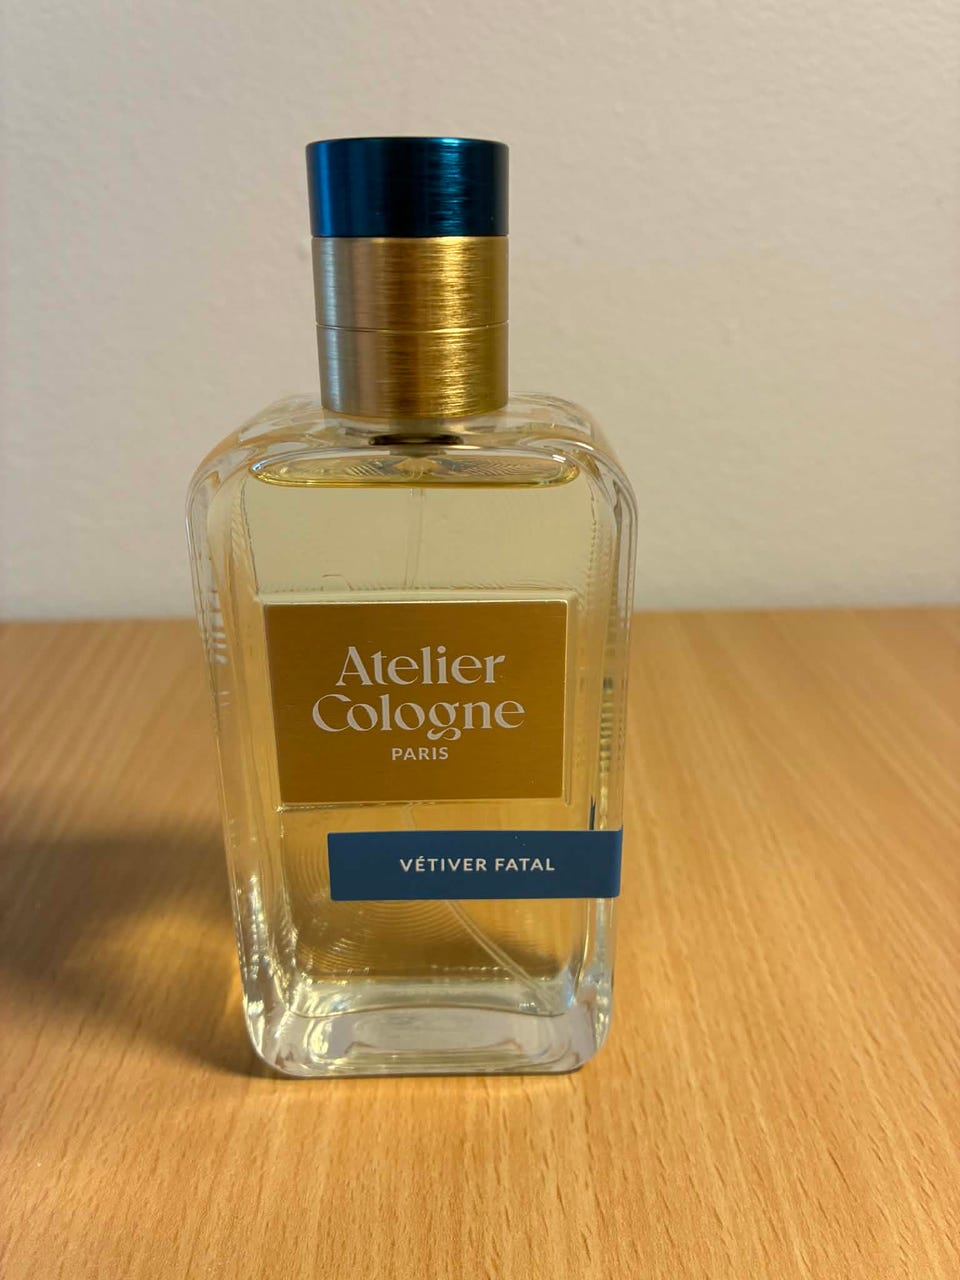 Atelier
Cologne
PARIS
VÉTIVER FATAL